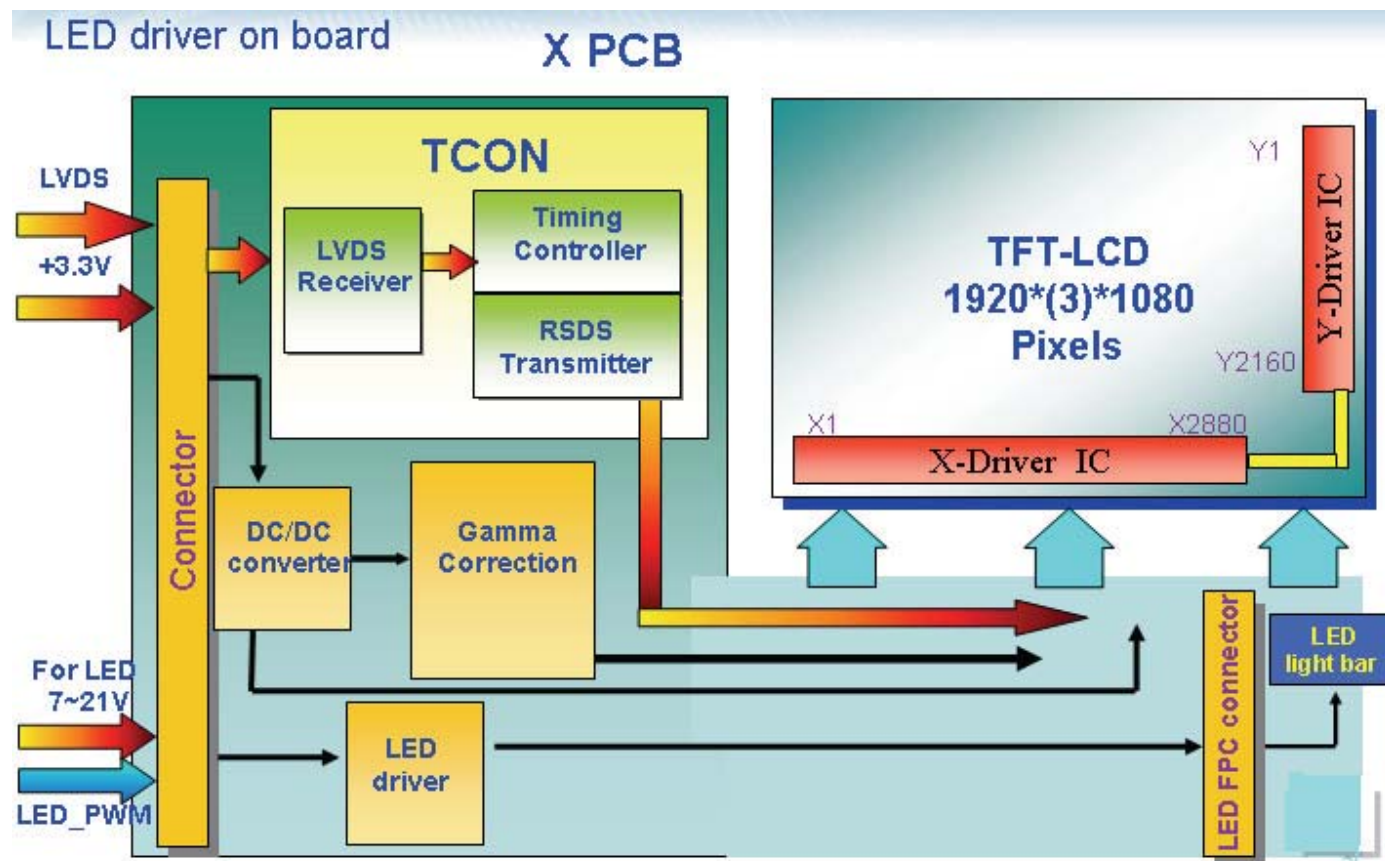 LED driver on board
X PCB
TCON
LVDS
+3.3V
LVDS
Receiver
Timing
Controller
RSDS
Transmitter
Connector
DC/DC
converter
Gamma
Correction
For LED
7~21V
LED_PWM
LED
driver
TFT-LCD
1920*(3)*1080
Pixels
Y1
Y-Driver IC
Y2160
X1
X2880
X-Driver IC
LED FPC connector
LED
light bar